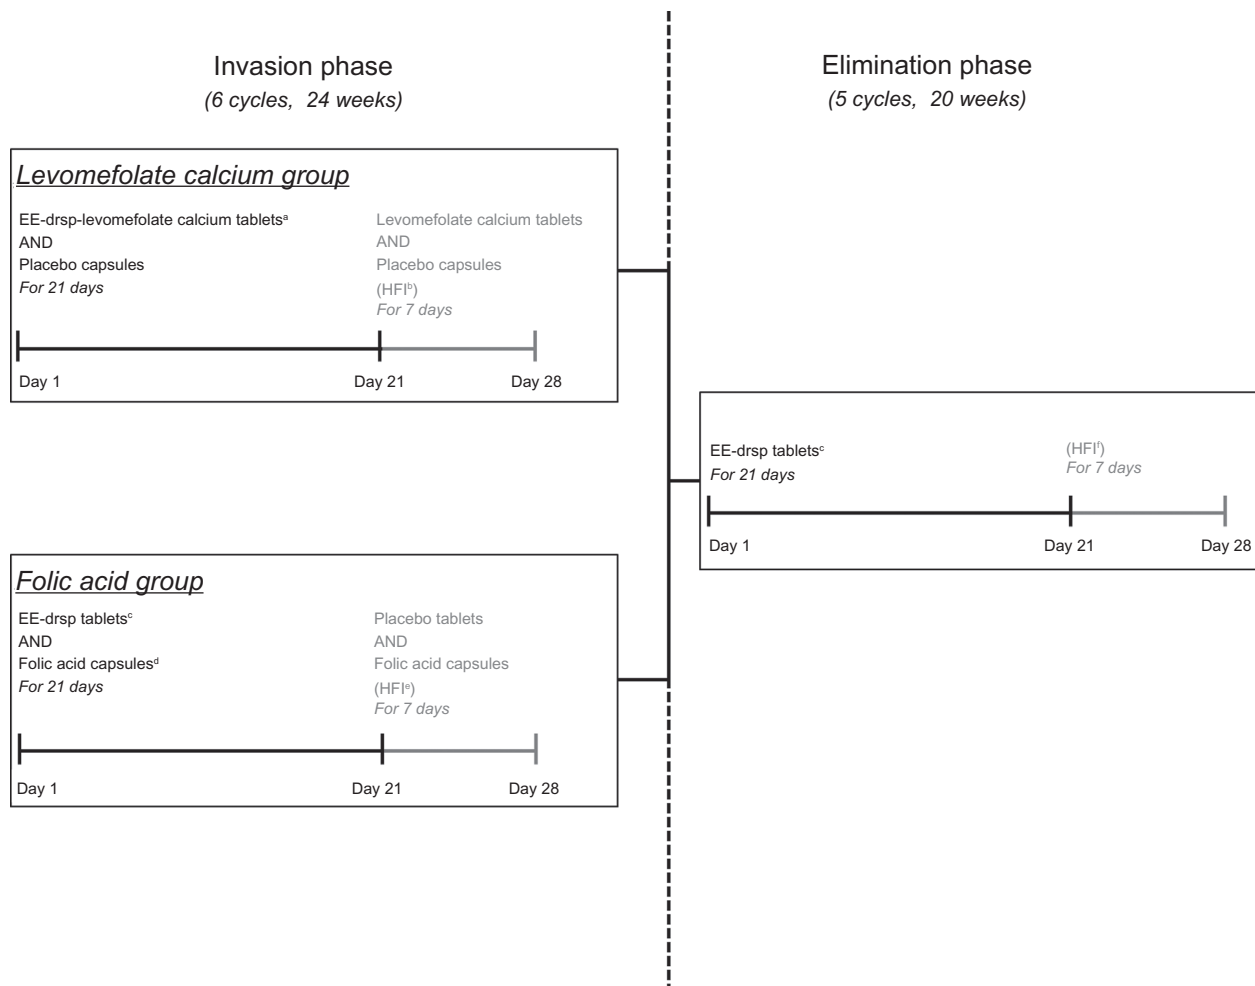 Invasion phase
(6 cycles, 24 weeks)
Elimination phase
(5 cycles, 20 weeks)
Levomefolate calcium group
EE-drsp-levomefolate calcium tabletsᵃ
AND
Placebo capsules
For 21 days
Levomefolate calcium tablets
AND
Placebo capsules
(HFIᵇ)
For 7 days
Day 1
Day 21
Day 28
EE-drsp tabletsᶜ
For 21 days
(HFIᶠ)
For 7 days
Day 1
Day 21
Day 28
Folic acid group
EE-drsp tabletsᶜ
AND
Folic acid capsulesᵈ
For 21 days
Placebo tablets
AND
Folic acid capsules
(HFIᵉ)
For 7 days
Day 1
Day 21
Day 28